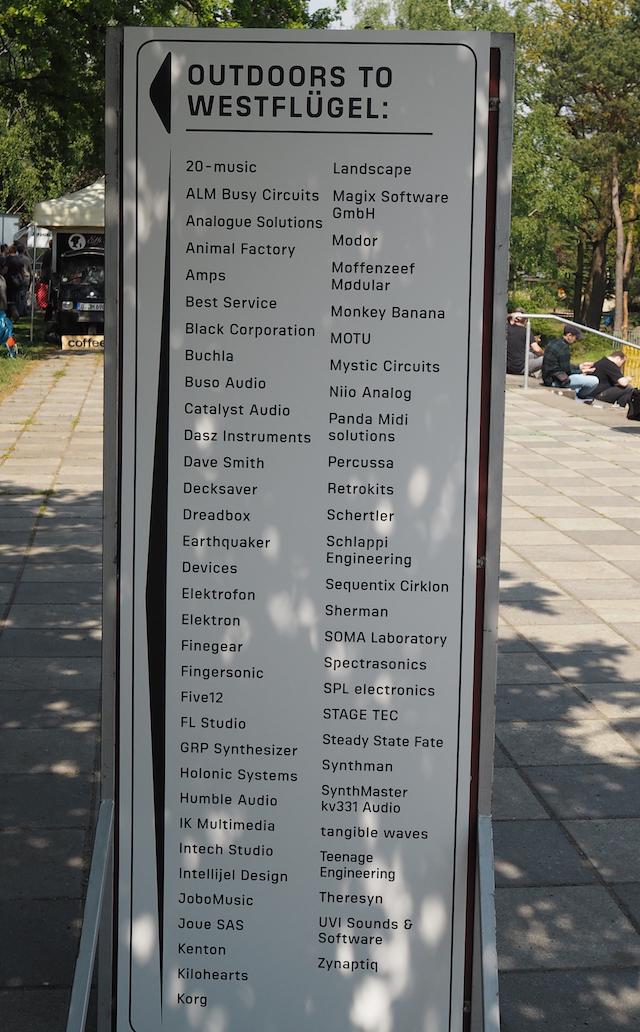 OUTDOORS TO
WESTFLÜGEL:
20-music
ALM Busy Circuits
Analogue Solutions
Animal Factory
Amps
Best Service
Black Corporation
Buchla
Buso Audio
Catalyst Audio
Dasz Instruments
Dave Smith
Decksaver
Dreadbox
Earthquaker
Devices
Elektrofon
Elektron
Finegear
Fingersonic
Five12
FL Studio
GRP Synthesizer
Holonic Systems
Humble Audio
IK Multimedia
Intech Studio
Intellijel Design
JoboMusic
Joue SAS
Kenton
Kilohearts
Korg
Landscape
Magix Software
GmbH
Modor
Moffenzeef
Mødular
Monkey Banana
MOTU
Mystic Circuits
Niio Analog
Panda Midi
solutions
Percussa
Retrokits
Schertler
Schlappi
Engineering
Sequentix Cirklon
Sherman
SOMA Laboratory
Spectrasonics
SPL electronics
STAGE TEC
Steady State Fate
Synthman
SynthMaster
kv331 Audio
tangible waves
Teenage
Engineering
Theresyn
UVI Sounds &
Software
Zynaptiq
coffee